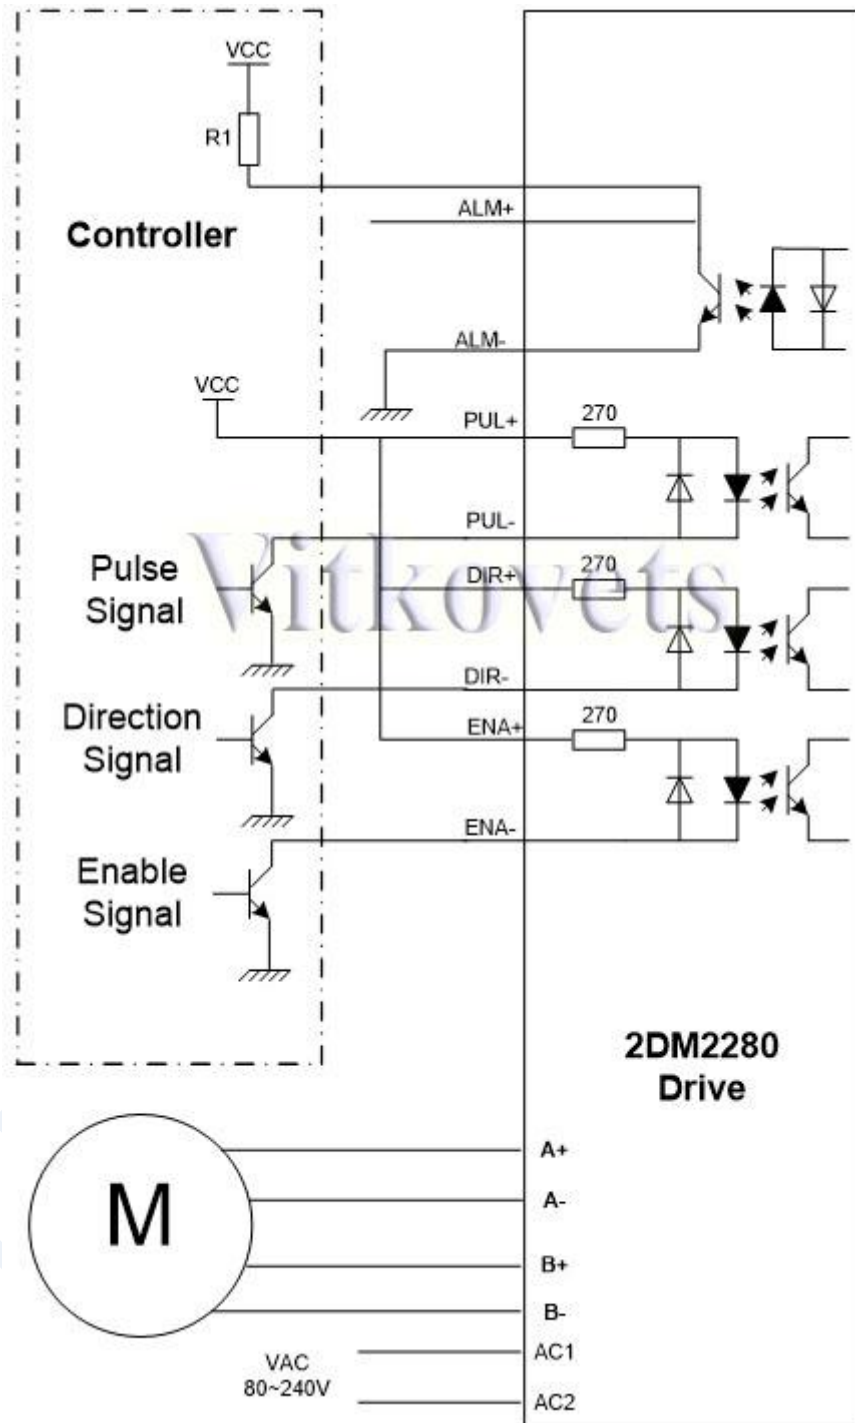 VCC
R1
ALM+
Controller
ALM-
VCC
PUL+
270
PUL-
Vitkovets
Pulse
Signal
DIR+
270
DIR-
Direction
Signal
ENA+
270
ENA-
Enable
Signal
2DM2280
Drive
M
A+
A-
B+
B-
VAC
80~240V
AC1
AC2